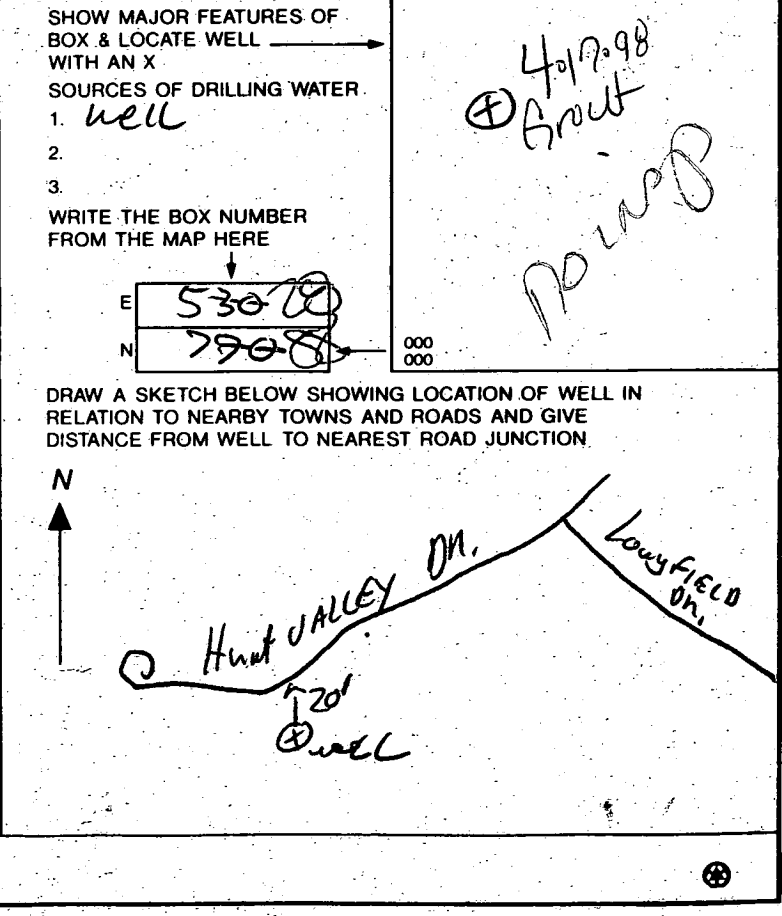 SHOW MAJOR FEATURES OF
BOX & LOCATE WELL
WITH AN X
SOURCES OF DRILLING WATER
1. well
2.
3.
WRITE THE BOX NUMBER
FROM THE MAP HERE
E 530
N 790
000
000
4.17.98
Grout
DRAW A SKETCH BELOW SHOWING LOCATION OF WELL IN
RELATION TO NEARBY TOWNS AND ROADS AND GIVE
DISTANCE FROM WELL TO NEAREST ROAD JUNCTION
N
Hunt VALLEY DR.
DR.
20'
well